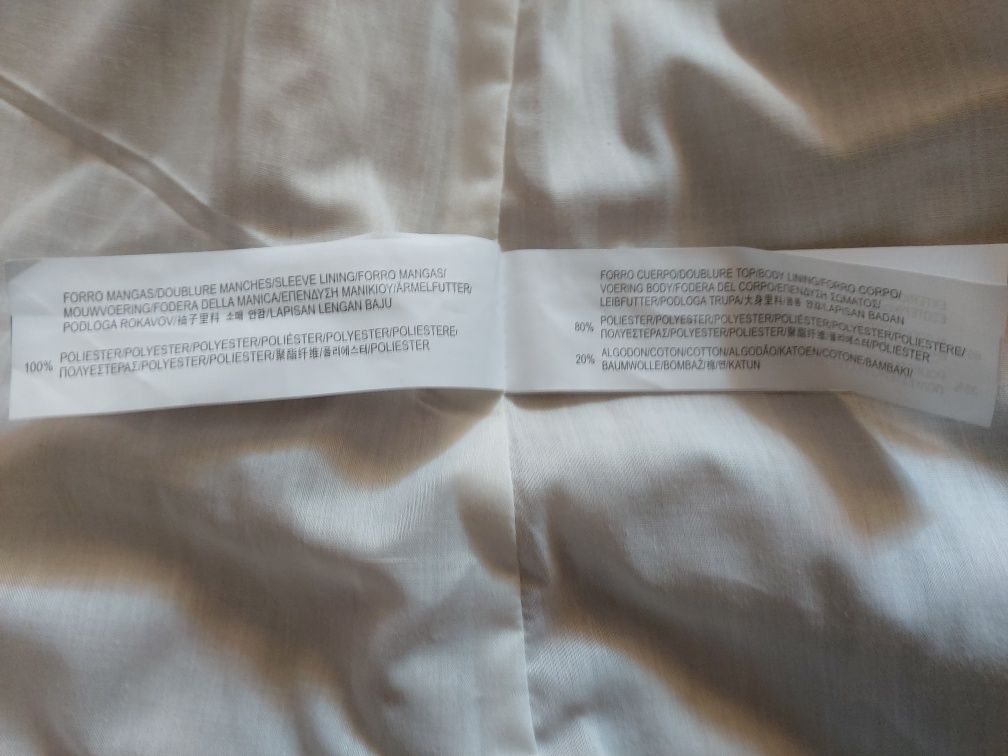 FORRO MANGAS/DOUBLURE MANCHES/SLEEVE LINING/FORRO MANGAS/
MOUWVOERING/FODERA DELLA MANICA/ΕΠΕΝΔΥΣΗ ΜΑΝΙΚΙΟΥ/ÄRMELFUTTER/
PODLOGA ROKAVOV/袖子里料 소매 안감/LAPISAN LENGAN BAJU
100% POLIESTER/POLYESTER/POLYESTER/POLIÉSTER/POLYESTER/POLIESTERE/
ΠΟΛΥΕΣΤΕΡΑΣ/POLYESTER/POLIESTER/聚酯纤维/폴리에스터/POLIESTER
FORRO CUERPO/DOUBLURE TOP/BODY LINING/FORRO CORPO/
VOERING BODY/FODERA DEL CORPO/ΕΠΕΝΔΥΣΗ ΣΩΜΑΤΟΣ/
LEIBFUTTER/PODLOGA TRUPA/大身里料/몸통 안감/LAPISAN BADAN
80% POLIESTER/POLYESTER/POLYESTER/POLIÉSTER/POLYESTER/POLIESTERE/
ΠΟΛΥΕΣΤΕΡΑΣ/POLYESTER/POLIESTER/聚酯纤维/폴리에스터/POLIESTER
20% ALGODON/COTON/COTTON/ALGODÃO/KATOEN/COTONE/BAMBAKI/
BAUMWOLLE/BOMBAŽ/棉/면/KATUN